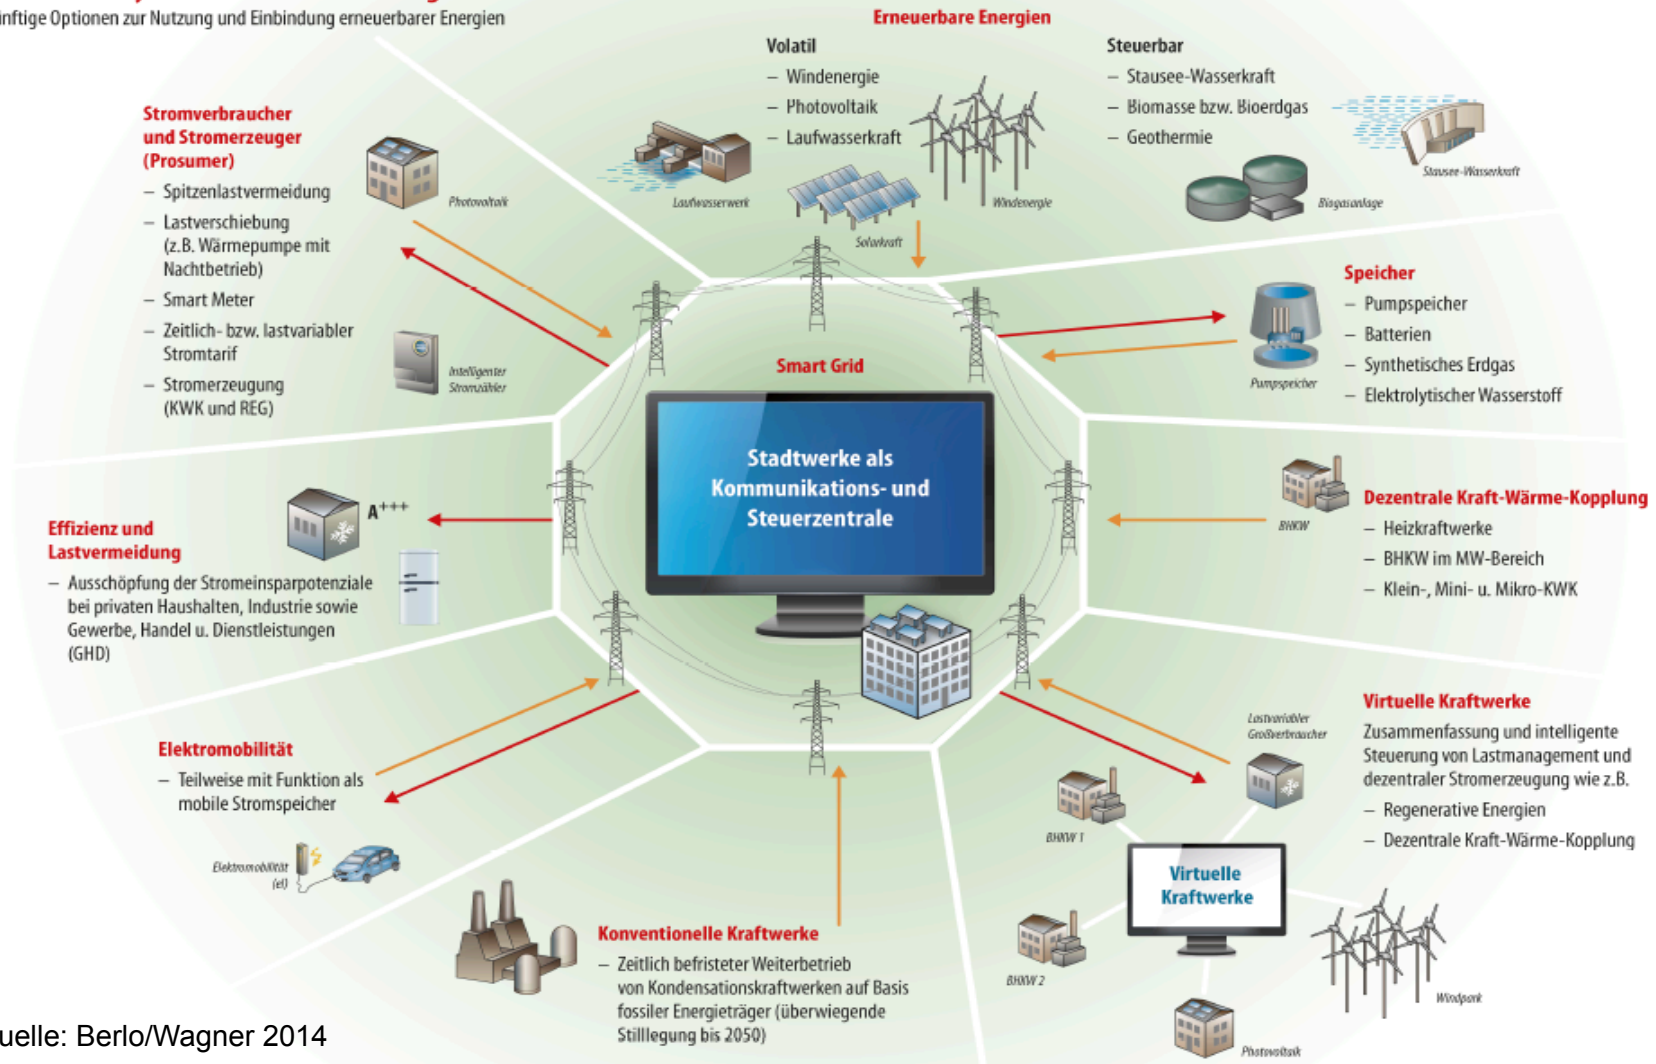 Optionen zur Nutzung und Einbindung erneuerbarer Energien
Erneuerbare Energien
Volatil
– Windenergie
– Photovoltaik
– Laufwasserkraft
Steuerbar
– Stausee-Wasserkraft
– Biomasse bzw. Bioerdgas
– Geothermie
Laufwasserwerk
Solarkraft
Windenergie
Biogasanlage
Stausee-Wasserkraft
Stromverbraucher
und Stromerzeuger
(Prosumer)
– Spitzenlastvermeidung
– Lastverschiebung
(z.B. Wärmepumpe mit
Nachtbetrieb)
– Smart Meter
– Zeitlich- bzw. lastvariabler
Stromtarif
– Stromerzeugung
(KWK und REG)
Photovoltaik
Intelligenter
Stromzähler
Speicher
– Pumpspeicher
– Batterien
– Synthetisches Erdgas
– Elektrolytischer Wasserstoff
Pumpspeicher
Smart Grid
Stadtwerke als
Kommunikations- und
Steuerzentrale
Effizienz und
Lastvermeidung
– Ausschöpfung der Stromeinsparpotenziale
bei privaten Haushalten, Industrie sowie
Gewerbe, Handel u. Dienstleistungen
(GHD)
A+++
Dezentrale Kraft-Wärme-Kopplung
– Heizkraftwerke
– BHKW im MW-Bereich
– Klein-, Mini- u. Mikro-KWK
BHKW
Elektromobilität
– Teilweise mit Funktion als
mobile Stromspeicher
Elektromobilität
(el)
Virtuelle Kraftwerke
Zusammenfassung und intelligente
Steuerung von Lastmanagement und
dezentraler Stromerzeugung wie z.B.
– Regenerative Energien
– Dezentrale Kraft-Wärme-Kopplung
Lastvariabler
Großverbraucher
BHKW 1
BHKW 2
Virtuelle
Kraftwerke
Windpark
Photovoltaik
Konventionelle Kraftwerke
– Zeitlich befristeter Weiterbetrieb
von Kondensationskraftwerken auf Basis
fossiler Energieträger (überwiegende
Stilllegung bis 2050)
uelle: Berlo/Wagner 2014